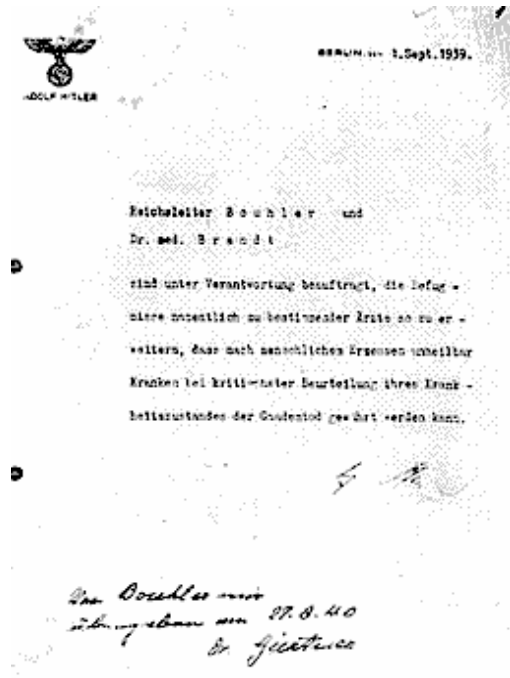 ADOLF HITLER
BERLIN, den 1.Sept.1939.
Reichsleiter B o u h l e r und
Dr. med. B r a n d t
sind unter Verantwortung beauftragt, die Befug -
nisse namentlich zu bestimmender Ärzte so zu er -
weitern, dass nach menschlichem Ermessen unheilbar
Kranken bei kritischster Beurteilung ihres Krank -
heitszustandes der Gnadentod gewährt werden kann.
Von Bouhler mir
übergeben am 27.8.40
Dr. Gürtner